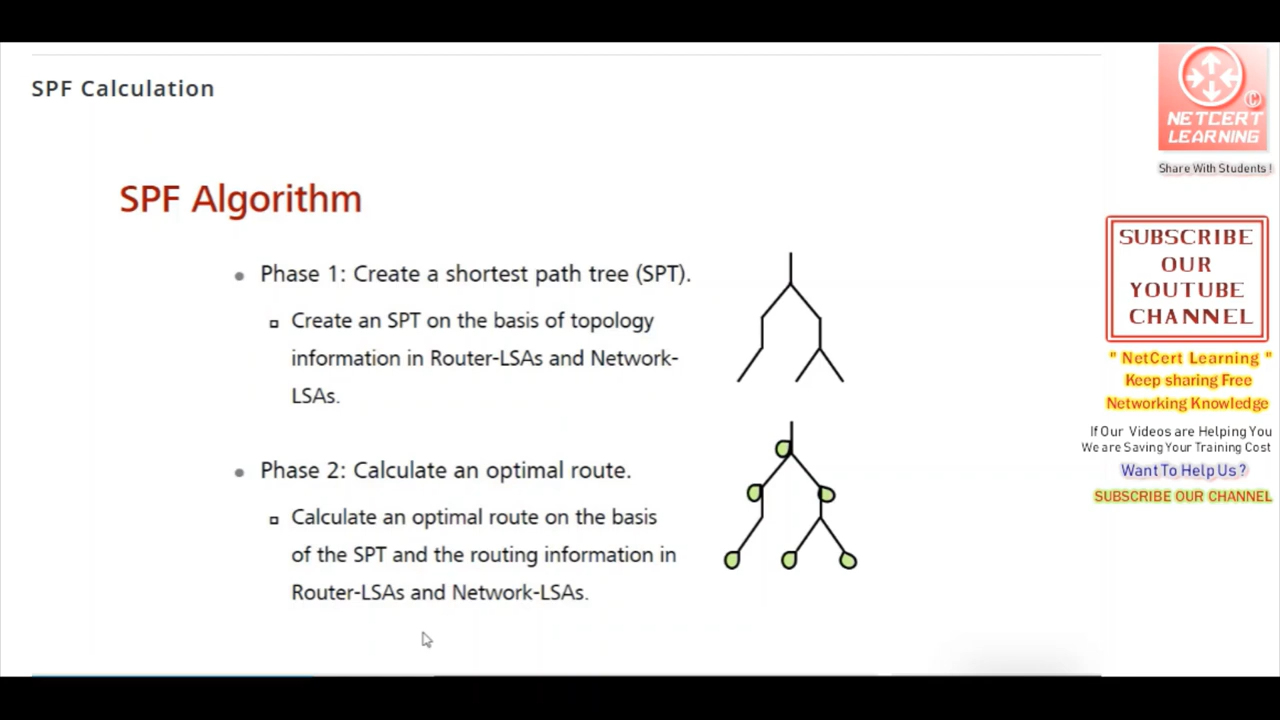 SPF Calculation
SPF Algorithm
Phase 1: Create a shortest path tree (SPT).
Create an SPT on the basis of topology
information in Router-LSAs and Network-
LSAs.
Phase 2: Calculate an optimal route.
Calculate an optimal route on the basis
of the SPT and the routing information in
Router-LSAs and Network-LSAs.
©
NETCERT
LEARNING
Share With Students !
SUBSCRIBE
OUR
YOUTUBE
CHANNEL
" NetCert Learning "
Keep sharing Free
Networking Knowledge
If Our Videos are Helping You
We are Saving Your Training Cost
Want To Help Us ?
SUBSCRIBE OUR CHANNEL